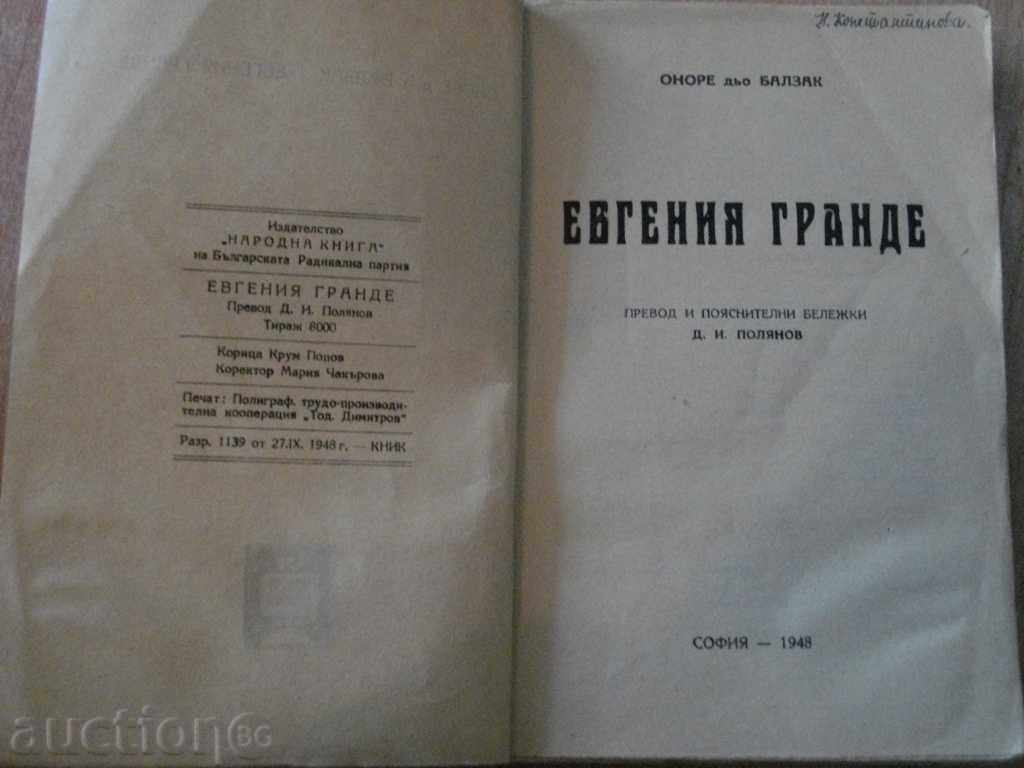 Издателство
„НАРОДНА КНИГА“
на Българската Радикална партия
ЕВГЕНИЯ ГРАНДЕ
Превод Д. И. Полянов
Тираж 8000
Корица Крум Попов
Коректор Мария Чакърова
Печат: Полиграф. трудо-производи-
телна кооперация „Тод. Димитров“
Разр. 1139 от 27.IX. 1948 г. — КНИК
Н. Константинова.
ОНОРЕ дьо БАЛЗАК
ЕВГЕНИЯ ГРАНДЕ
ПРЕВОД И ПОЯСНИТЕЛНИ БЕЛЕЖКИ
Д. И. ПОЛЯНОВ
СОФИЯ — 1948
auction BG